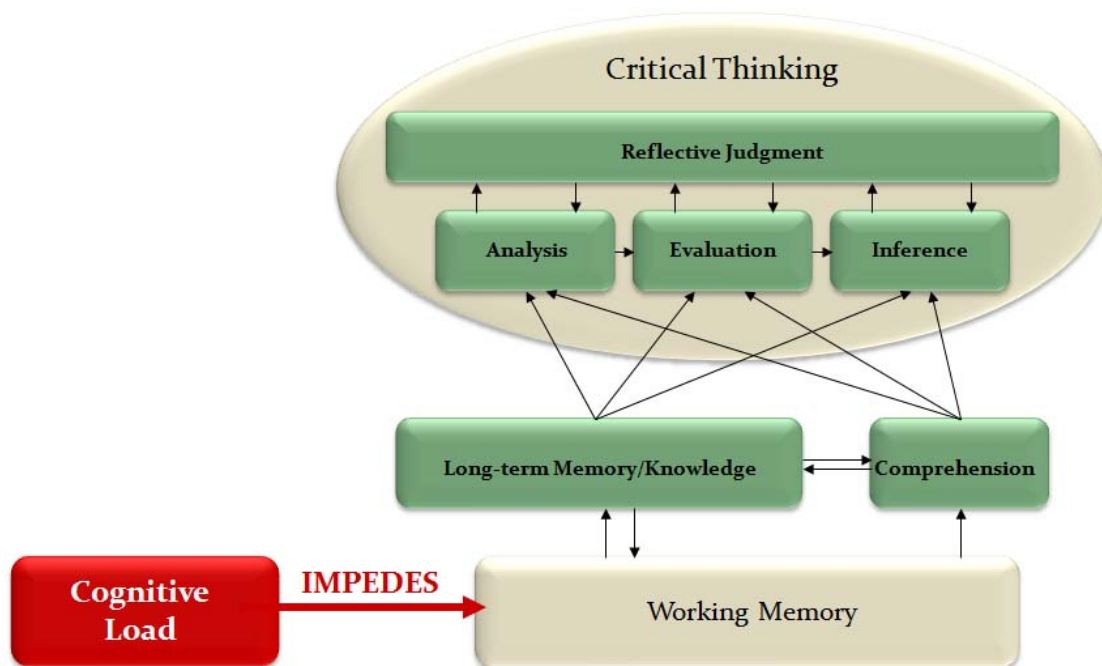 Critical Thinking
Reflective Judgment
Analysis
Evaluation
Inference
Long-term Memory/Knowledge
Comprehension
Cognitive
Load
IMPEDES
Working Memory